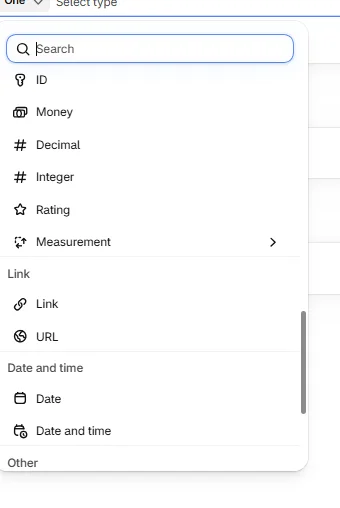 One Select type
Search
ID
Money
Decimal
Integer
Rating
Measurement
Link
Link
URL
Date and time
Date
Date and time
Other